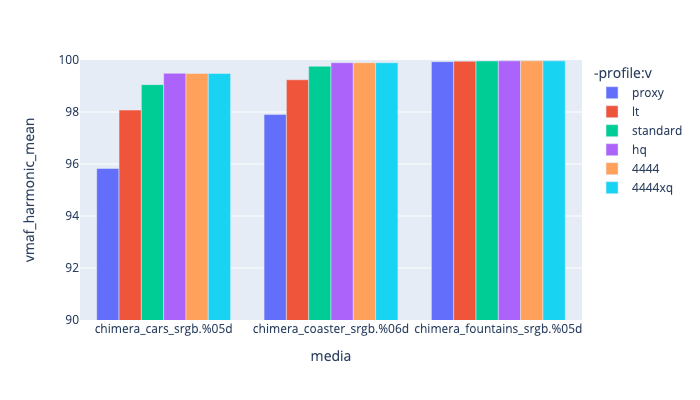 100
98
96
94
92
90
vmaf_harmonic_mean
chimera_cars_srgb.%05d
chimera_coaster_srgb.%06d
chimera_fountains_srgb.%05d
media
-profile:v
proxy
lt
standard
hq
4444
4444xq